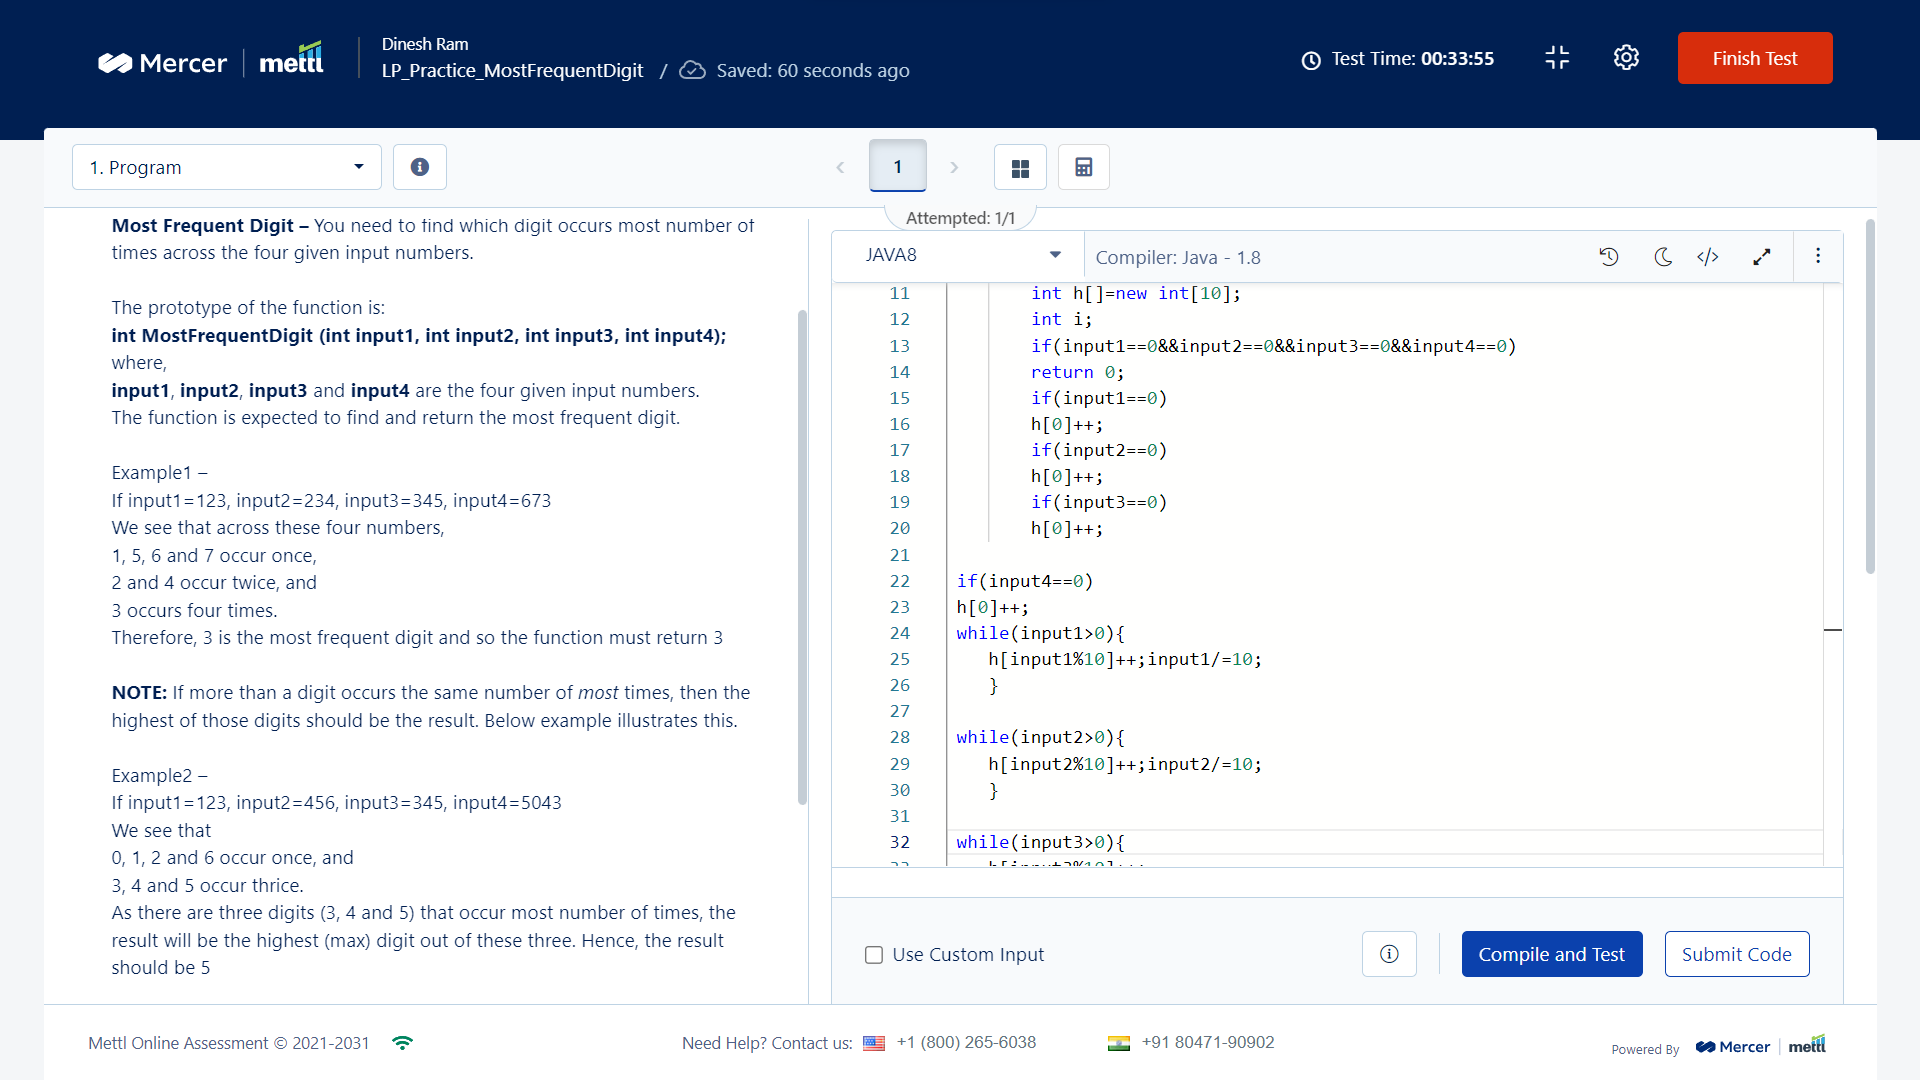 Mercer
mettl
Dinesh Ram
LP_Practice_MostFrequentDigit / Saved: 60 seconds ago
Test Time: 00:33:55
Finish Test
1. Program
1
Attempted: 1/1
Most Frequent Digit – You need to find which digit occurs most number of
times across the four given input numbers.
The prototype of the function is:
int MostFrequentDigit (int input1, int input2, int input3, int input4);
where,
input1, input2, input3 and input4 are the four given input numbers.
The function is expected to find and return the most frequent digit.
Example1 –
If input1=123, input2=234, input3=345, input4=673
We see that across these four numbers,
1, 5, 6 and 7 occur once,
2 and 4 occur twice, and
3 occurs four times.
Therefore, 3 is the most frequent digit and so the function must return 3
NOTE: If more than a digit occurs the same number of most times, then the
highest of those digits should be the result. Below example illustrates this.
Example2 –
If input1=123, input2=456, input3=345, input4=5043
We see that
0, 1, 2 and 6 occur once, and
3, 4 and 5 occur thrice.
As there are three digits (3, 4 and 5) that occur most number of times, the
result will be the highest (max) digit out of these three. Hence, the result
should be 5
JAVA8
Compiler: Java - 1.8
11 int h[]=new int[10];
12 int i;
13 if(input1==0&&input2==0&&input3==0&&input4==0)
14 return 0;
15 if(input1==0)
16 h[0]++;
17 if(input2==0)
18 h[0]++;
19 if(input3==0)
20 h[0]++;
21
22 if(input4==0)
23 h[0]++;
24 while(input1>0){
25 h[input1%10]++;input1/=10;
26 }
27
28 while(input2>0){
29 h[input2%10]++;input2/=10;
30 }
31
32 while(input3>0){
Use Custom Input
Compile and Test
Submit Code
Mettl Online Assessment © 2021-2031
Need Help? Contact us: +1 (800) 265-6038
+91 80471-90902
Powered By
Mercer
mettl